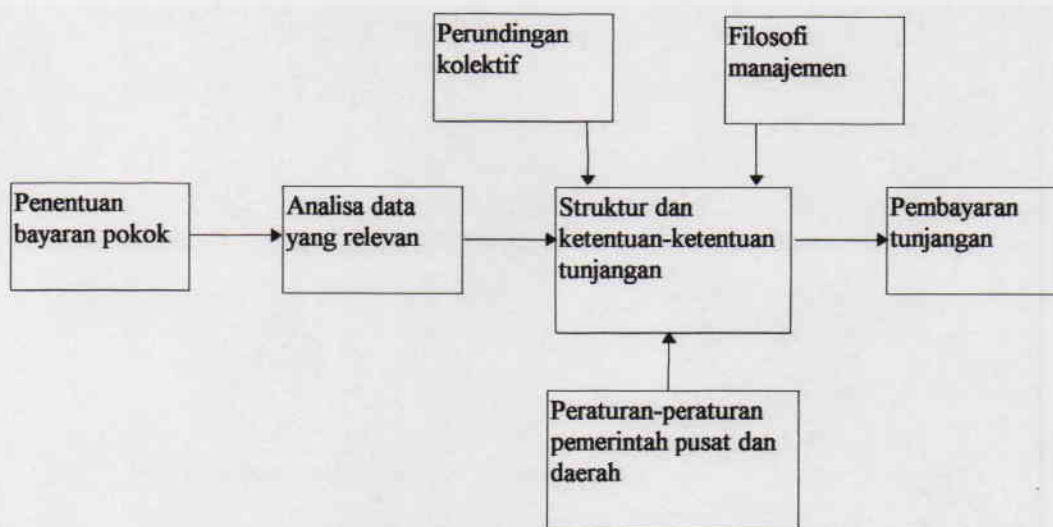 Perundingan
kolektif
Filosofi
manajemen
Penentuan
bayaran pokok
Analisa data
yang relevan
Struktur dan
ketentuan-ketentuan
tunjangan
Pembayaran
tunjangan
Peraturan-peraturan
pemerintah pusat dan
daerah